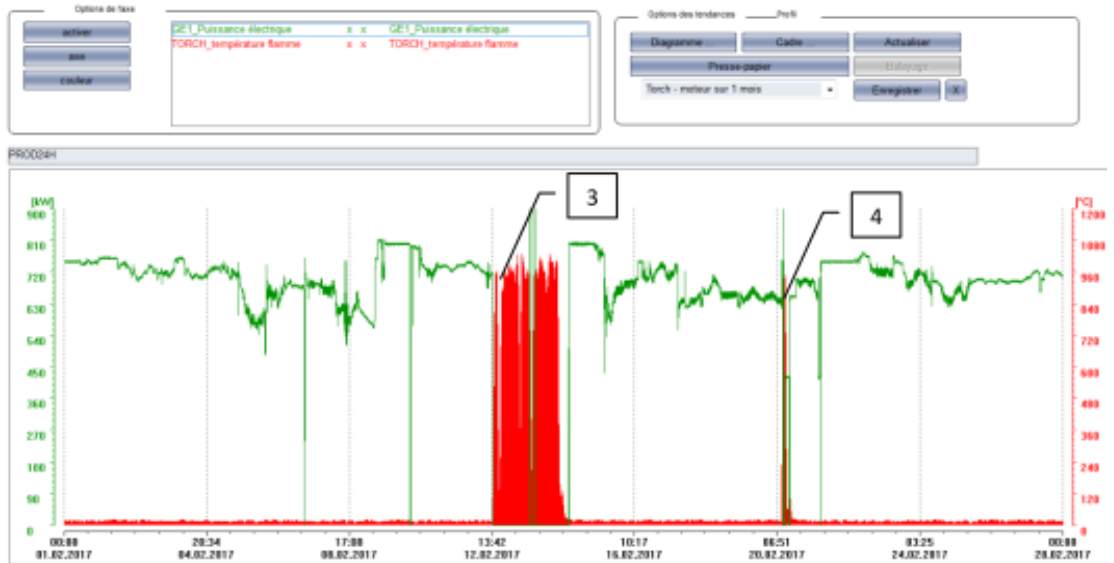 Options de l'axe
activer
axe
couleur
GE1_Puissance électrique x x GE1_Puissance électrique
TORCH_température flamme x x TORCH_température flamme
Options des tendances Profil
Diagramme ... Cadre ... Actualiser
Presse-papier Balayage
Torch - moteur sur 1 mois Enregistrer X
PROD24H
3
4
[kW] [°C]
900 1200
810 1080
720 960
630 840
540 720
450 600
360 480
270 360
180 240
90 120
0 0
00:00 20:34 17:08 13:42 10:17 06:51 03:25 00:00
01.02.2017 04.02.2017 08.02.2017 12.02.2017 16.02.2017 20.02.2017 24.02.2017 28.02.2017